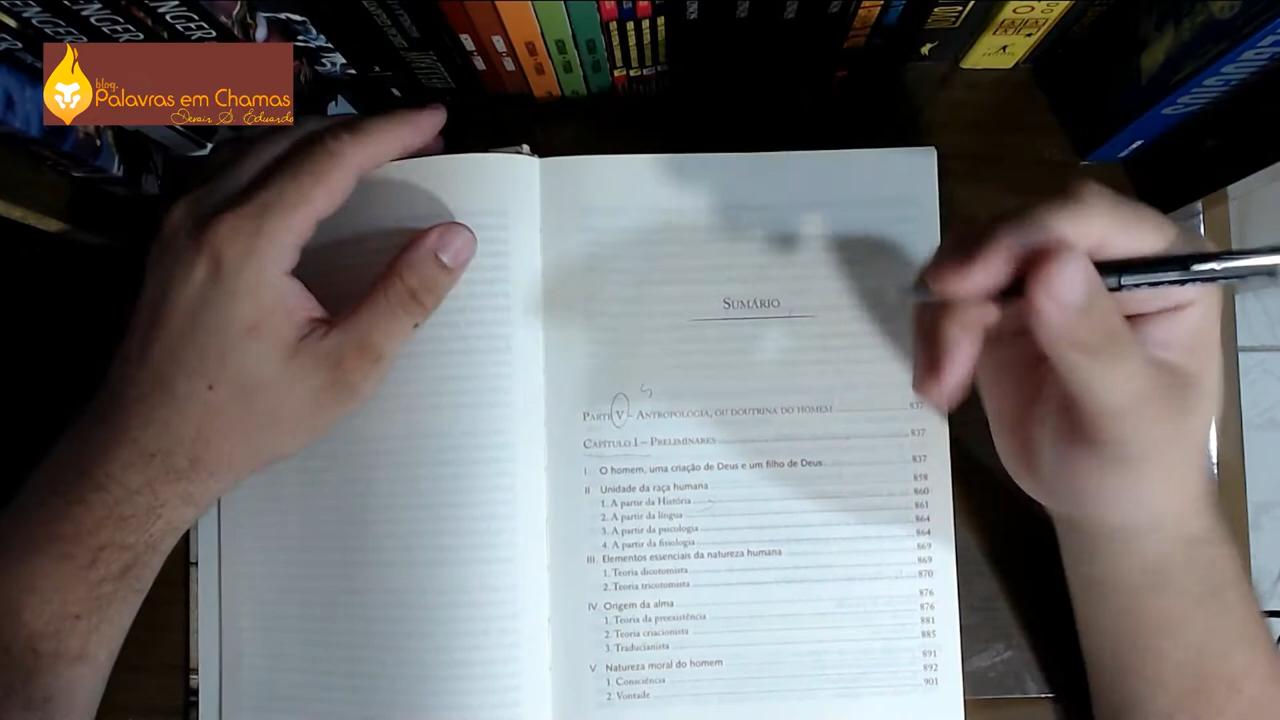 ENGER
ENGER
ENGER
blog.
Palavras em Chamas
SUMÁRIO
5
PARTE V – ANTROPOLOGIA, OU DOUTRINA DO HOMEM 837
CAPÍTULO I – PRELIMINARES 837
I O homem, uma criação de Deus e um filho de Deus 837
II Unidade da raça humana 858
1. A partir da História 860
2. A partir da língua 861
3. A partir da psicologia 864
4. A partir da fisiologia 864
III. Elementos essenciais da natureza humana 869
1. Teoria dicotomista 869
2. Teoria tricotomista 870
IV. Origem da alma 876
1. Teoria da preexistência 876
2. Teoria criacionista 881
3. Traducianista 885
V Natureza moral do homem 891
1. Consciência 892
2. Vontade 901